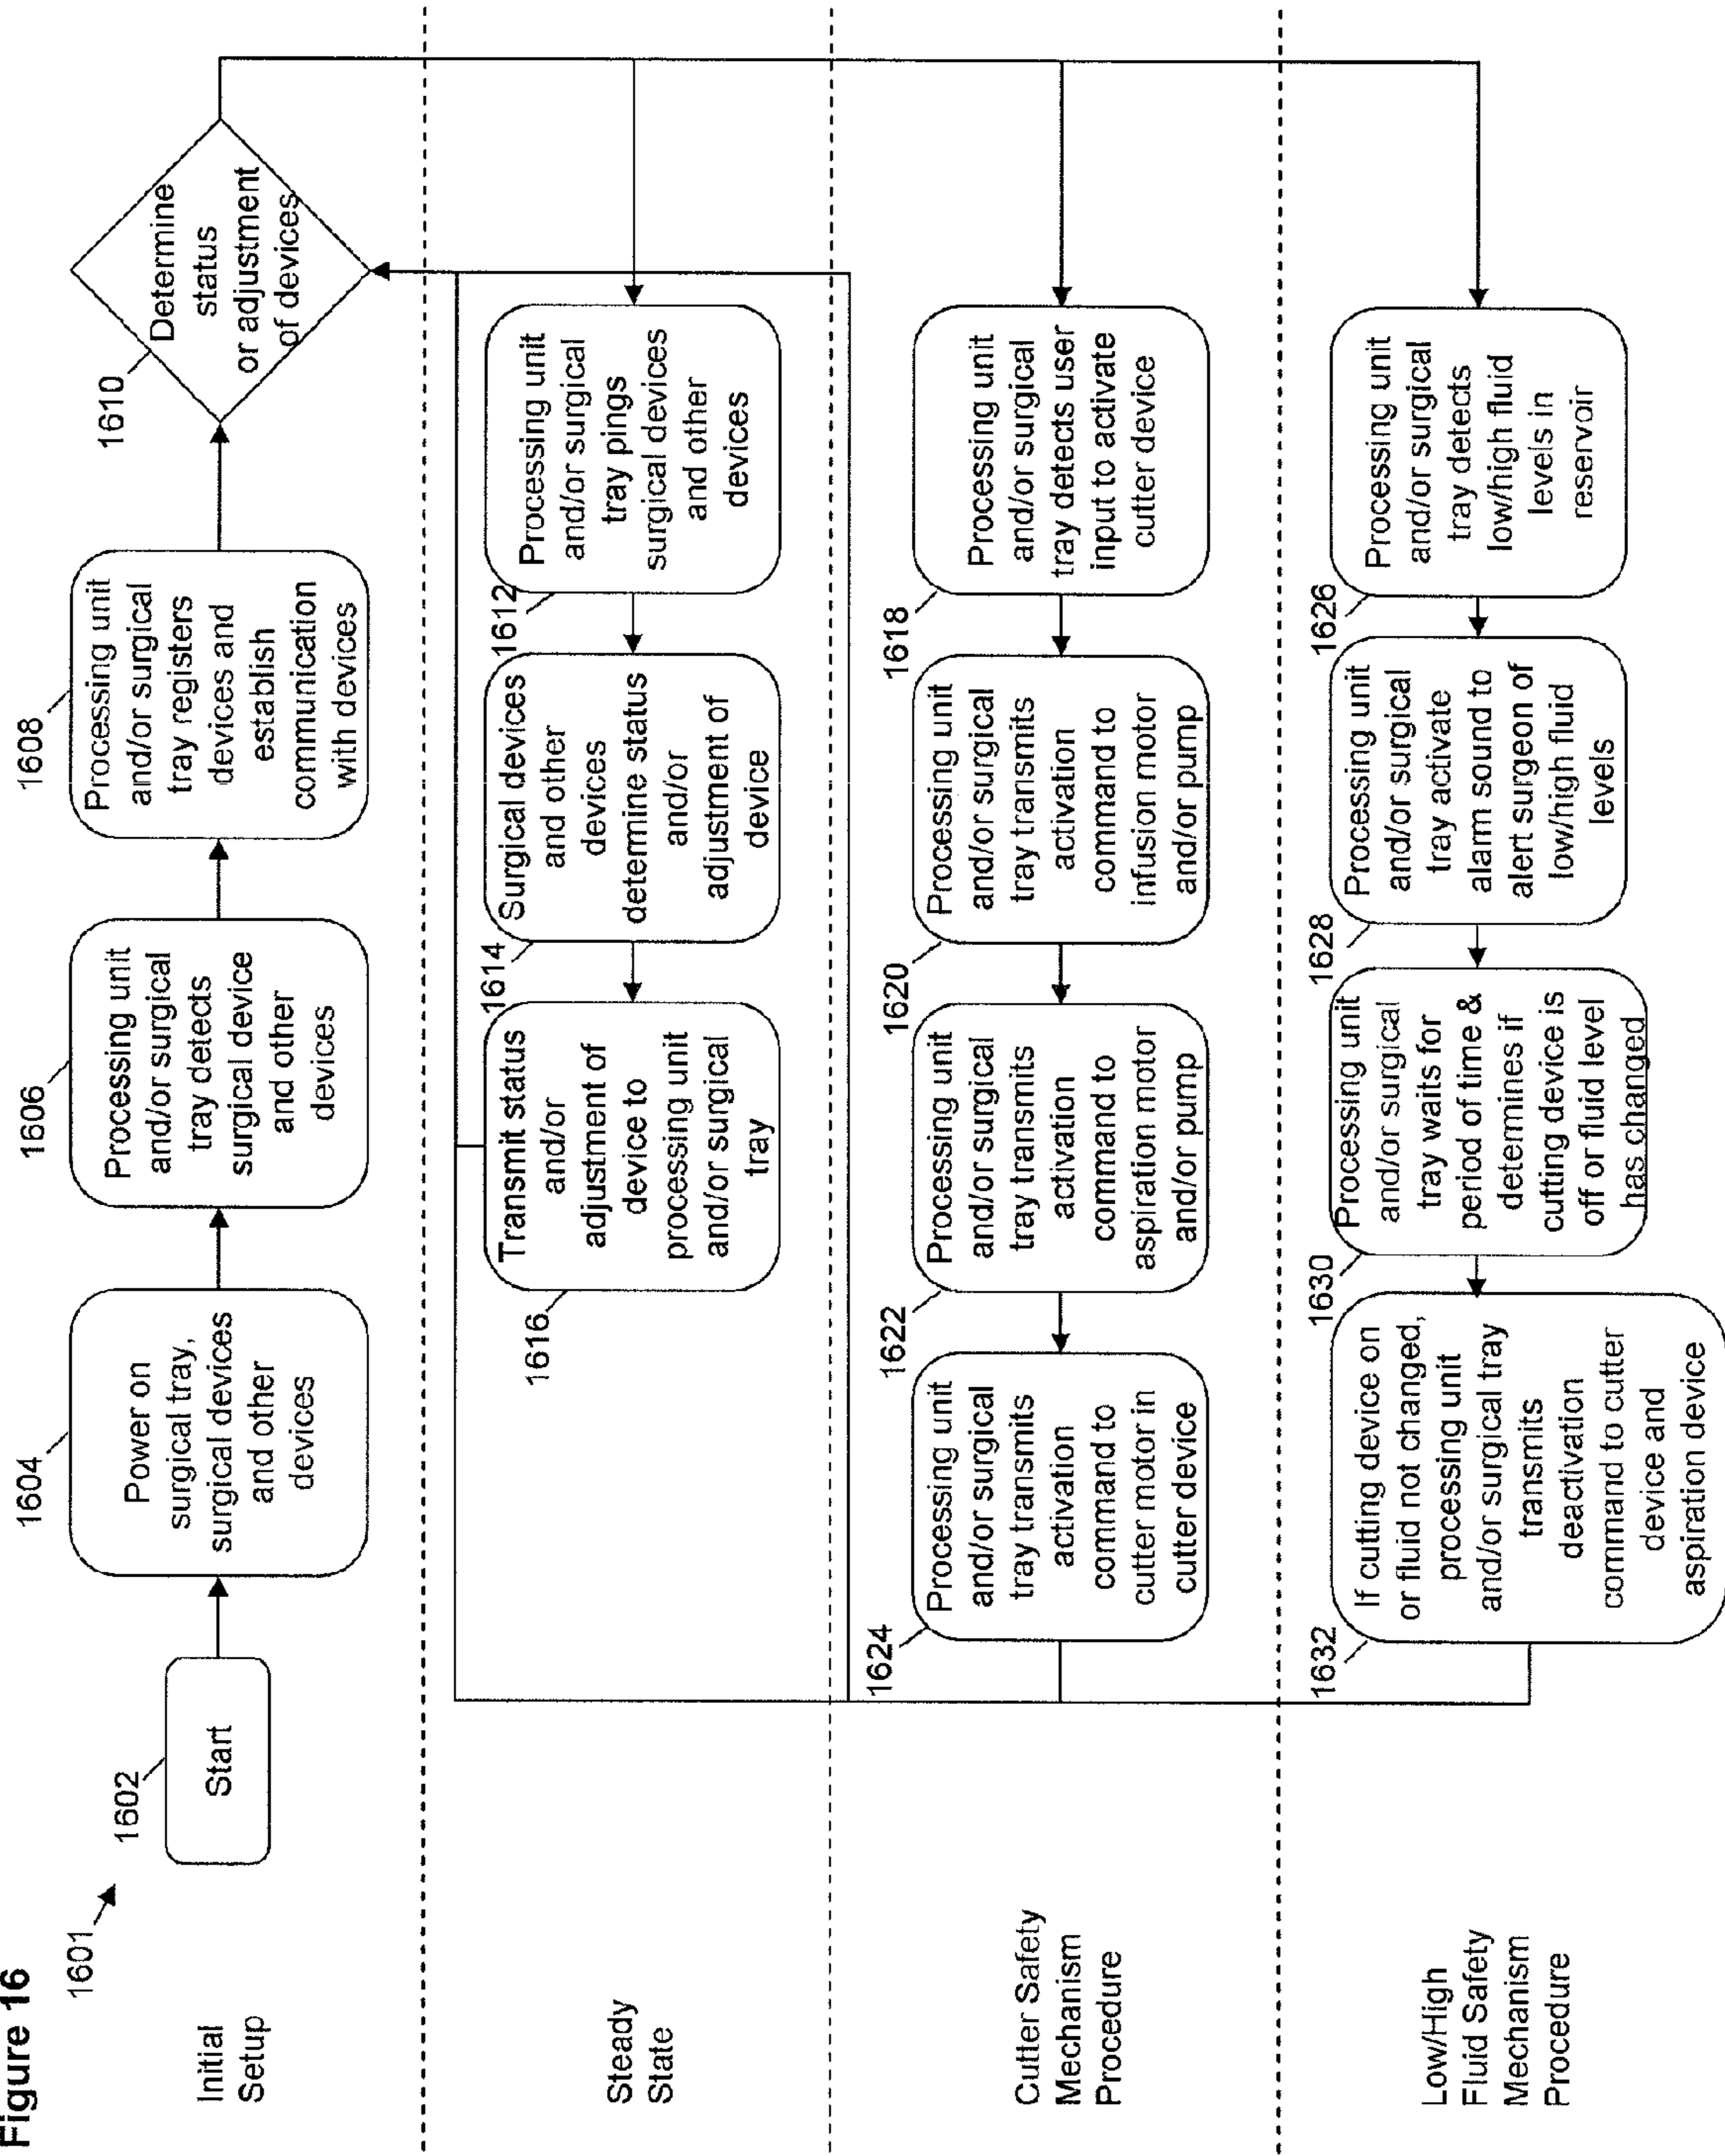 Figure 16
1601
Initial
Setup
1602
Start
1604
Power on
surgical tray,
surgical devices
and other
devices
1606
Processing unit
and/or surgical
tray detects
surgical device
and other
devices
1608
Processing unit
and/or surgical
tray registers
devices and
establish
communication
with devices
1610
Determine
status
or adjustment
of devices
Steady
State
1612
Processing unit
and/or surgical
tray pings
surgical devices
and other
devices
1614
Surgical devices
and other
devices
determine status
and/or
adjustment of
device
1616
Transmit status
and/or
adjustment of
device to
processing unit
and/or surgical
tray
Cutter Safety
Mechanism
Procedure
1618
Processing unit
and/or surgical
tray detects user
input to activate
cutter device
1620
Processing unit
and/or surgical
tray transmits
activation
command to
infusion motor
and/or pump
1622
Processing unit
and/or surgical
tray transmits
activation
command to
aspiration motor
and/or pump
1624
Processing unit
and/or surgical
tray transmits
activation
command to
cutter motor in
cutter device
Low/High
Fluid Safety
Mechanism
Procedure
1626
Processing unit
and/or surgical
tray detects
low/high fluid
levels in
reservoir
1628
Processing unit
and/or surgical
tray activate
alarm sound to
alert surgeon of
low/high fluid
levels
1630
Processing unit
and/or surgical
tray waits for
period of time &
determines if
cutting device is
off or fluid level
has changed
1632
If cutting device on
or fluid not changed,
processing unit
and/or surgical tray
transmits
deactivation
command to cutter
device and
aspiration device